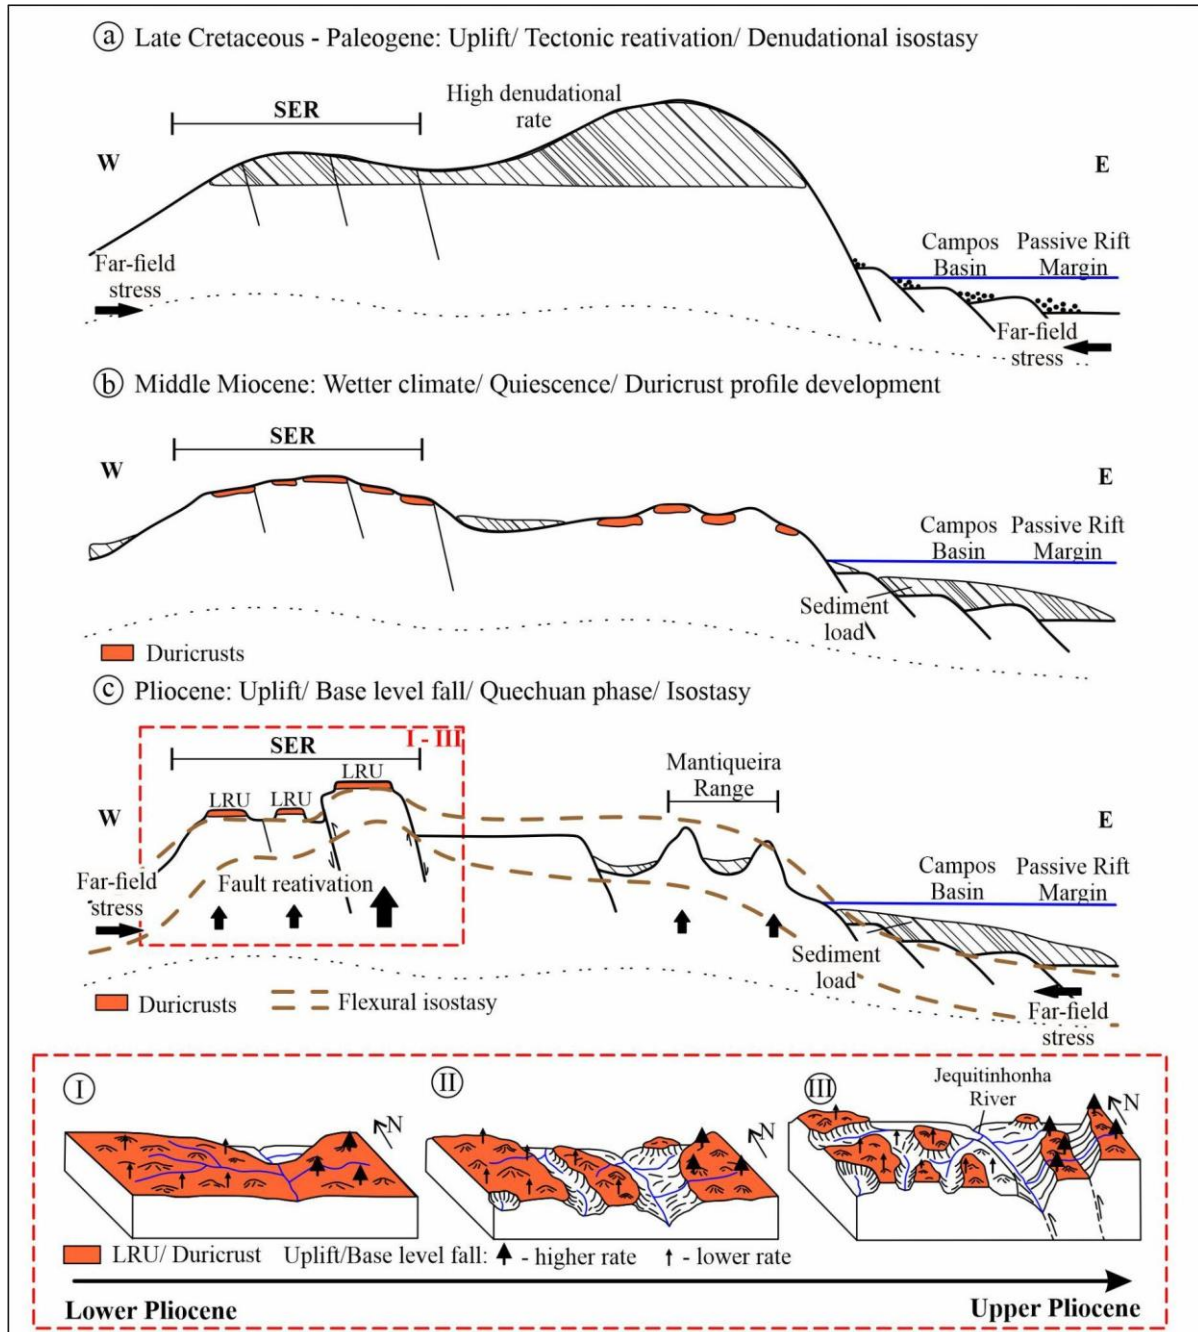 a Late Cretaceous - Paleogene: Uplift/ Tectonic reativation/ Denudational isostasy
SER
High denudational
rate
W
E
Far-field
stress
Campos
Basin
Passive Rift
Margin
Far-field
stress
b Middle Miocene: Wetter climate/ Quiescence/ Duricrust profile development
SER
W
E
Campos
Basin
Passive Rift
Margin
Sediment
load
Duricrusts
c Pliocene: Uplift/ Base level fall/ Quechuan phase/ Isostasy
I - III
SER
LRU
LRU
LRU
Mantiqueira
Range
W
E
Far-field
stress
Fault reativation
Campos
Basin
Passive Rift
Margin
Sediment
load
Far-field
stress
Duricrusts
Flexural isostasy
I
N
II
N
III
Jequitinhonha
River
N
LRU/ Duricrust Uplift/Base level fall: - higher rate - lower rate
Lower Pliocene
Upper Pliocene